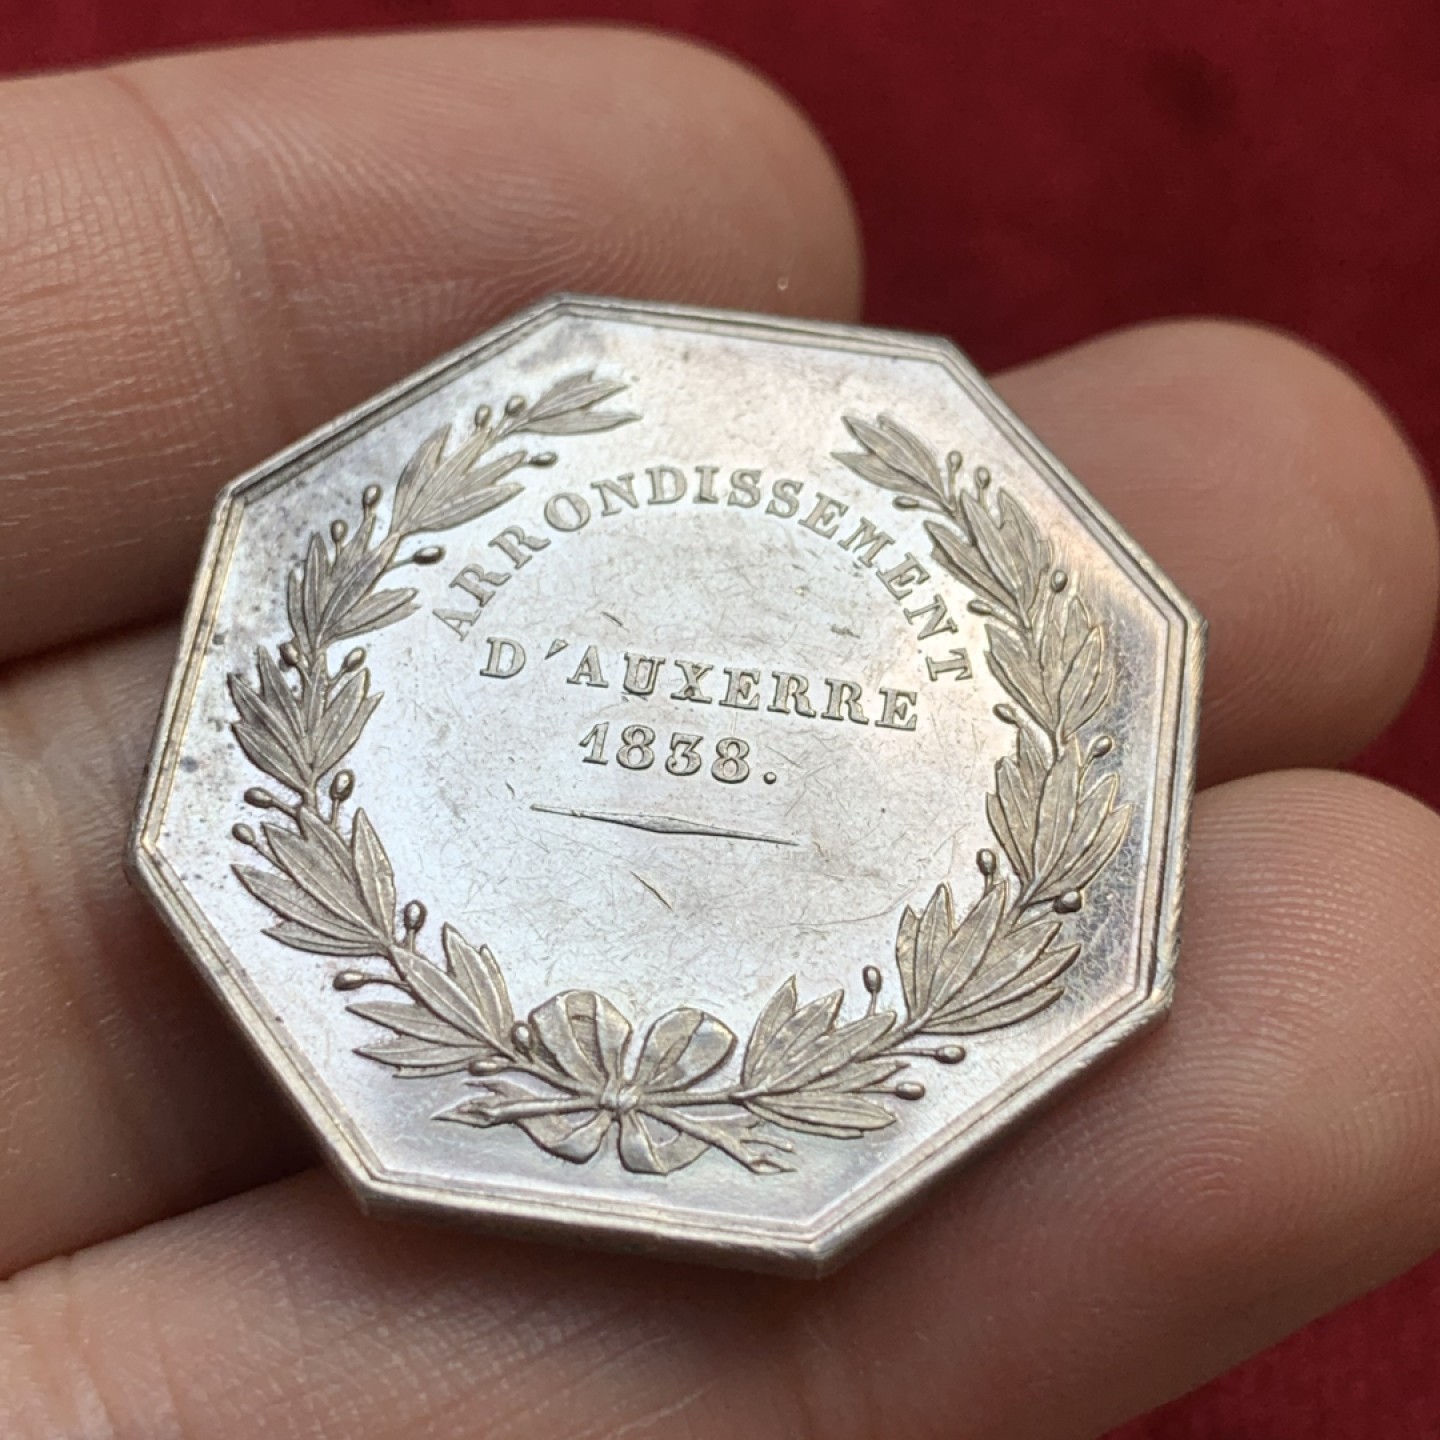 ARRONDISSEMENT
D'AUXERRE
1838.